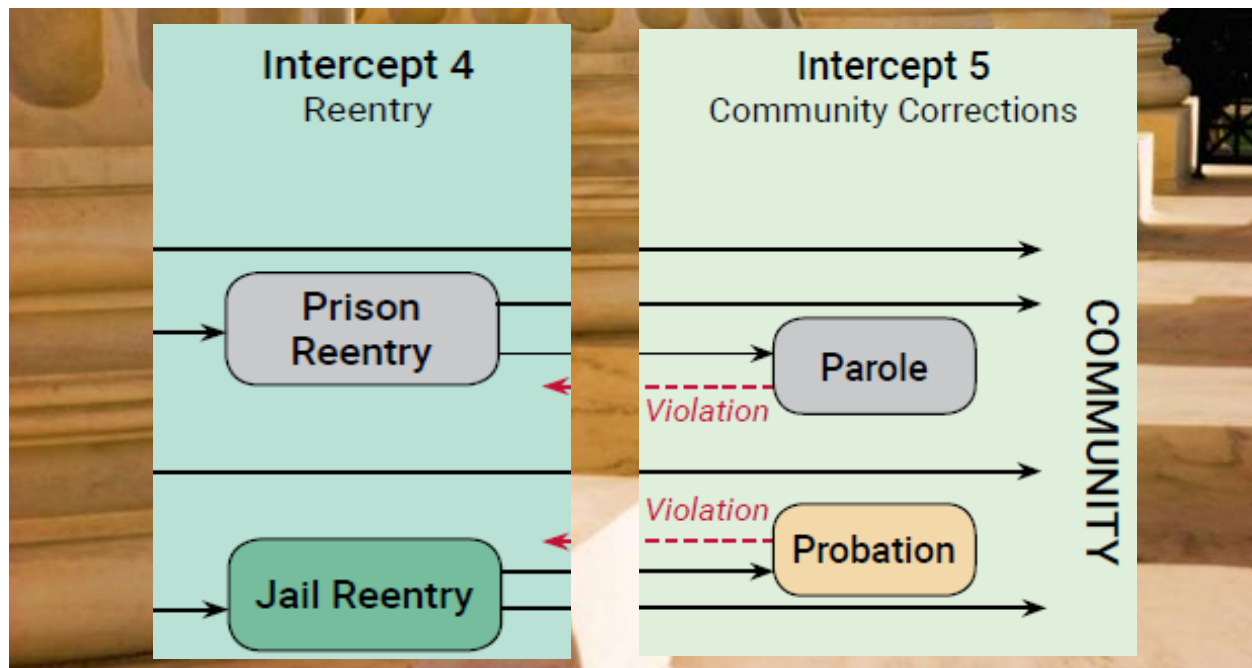 Intercept 4
Reentry
Prison
Reentry
Jail Reentry
Intercept 5
Community Corrections
Parole
Violation
Violation
Probation
COMMUNITY